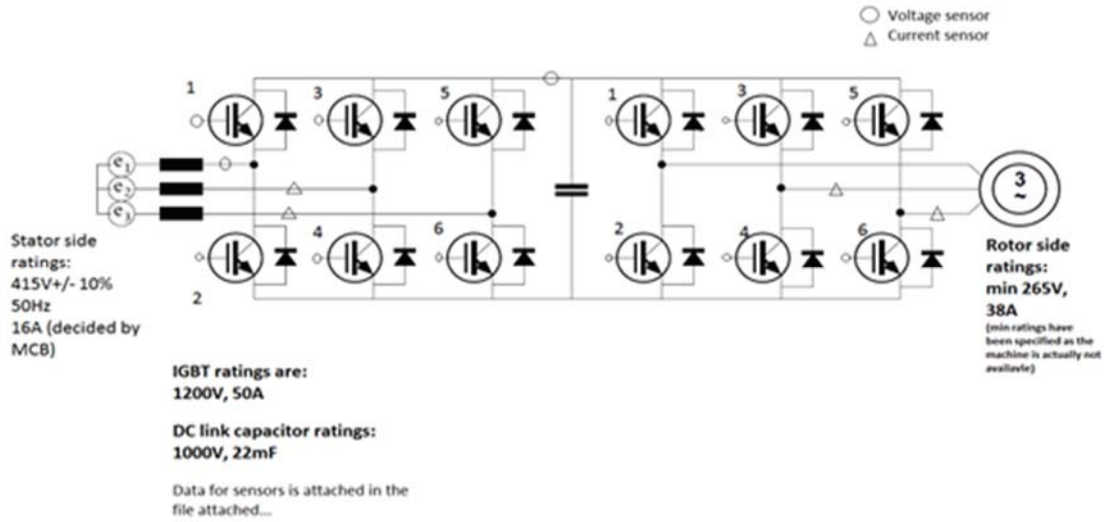 Voltage sensor
Current sensor
1
3
5
1
3
5
e1
e2
e3
3
~
4
6
2
4
6
2
Stator side
ratings:
415V+/- 10%
50Hz
16A (decided by
MCB)
Rotor side
ratings:
min 265V,
38A
(min ratings have
been specified as the
machine is actually not
availavle)
IGBT ratings are:
1200V, 50A
DC link capacitor ratings:
1000V, 22mF
Data for sensors is attached in the
file attached...